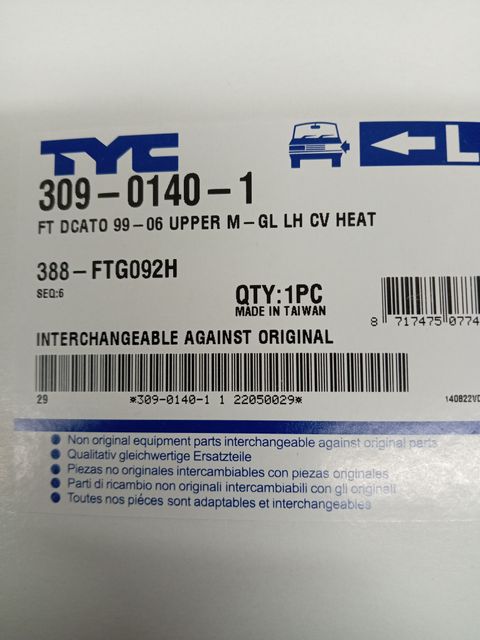 TYC
L
309-0140-1
FT DCATO 99-06 UPPER M-GL LH CV HEAT
388-FTG092H
SEQ:6
QTY:1PC
MADE IN TAIWAN
8 717475 0774
INTERCHANGEABLE AGAINST ORIGINAL
29 *309-0140-1 1 22050029* 140822VD
Non original equipment parts interchangeable against original parts
Qualitativ gleichwertige Ersatzteile
Piezas no originales intercambiables con piezas originales
Parti di ricambio non originali intercambiabili con gli originali
Toutes nos piéces sont adaptables et interchangeables